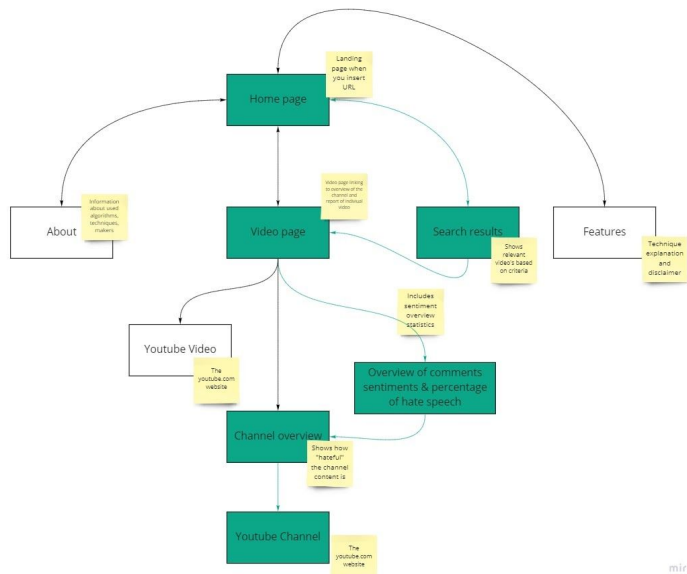 Landing
page when
you insert
URL
Home page
Information
about used
algorithms,
techniques,
makers
About
Video page linking
to overview of the
channel and
report of indiviual
video
Video page
Search results
Shows
relevant
video's based
on criteria
Features
Technique
explanation
and
disclaimer
Includes
sentiment
overview
statistics
Youtube Video
The
youtube.com
website
Overview of comments
sentiments & percentage
of hate speech
Channel overview
Shows how
"hateful"
the channel
content is
Youtube Channel
The
youtube.com
website
mir